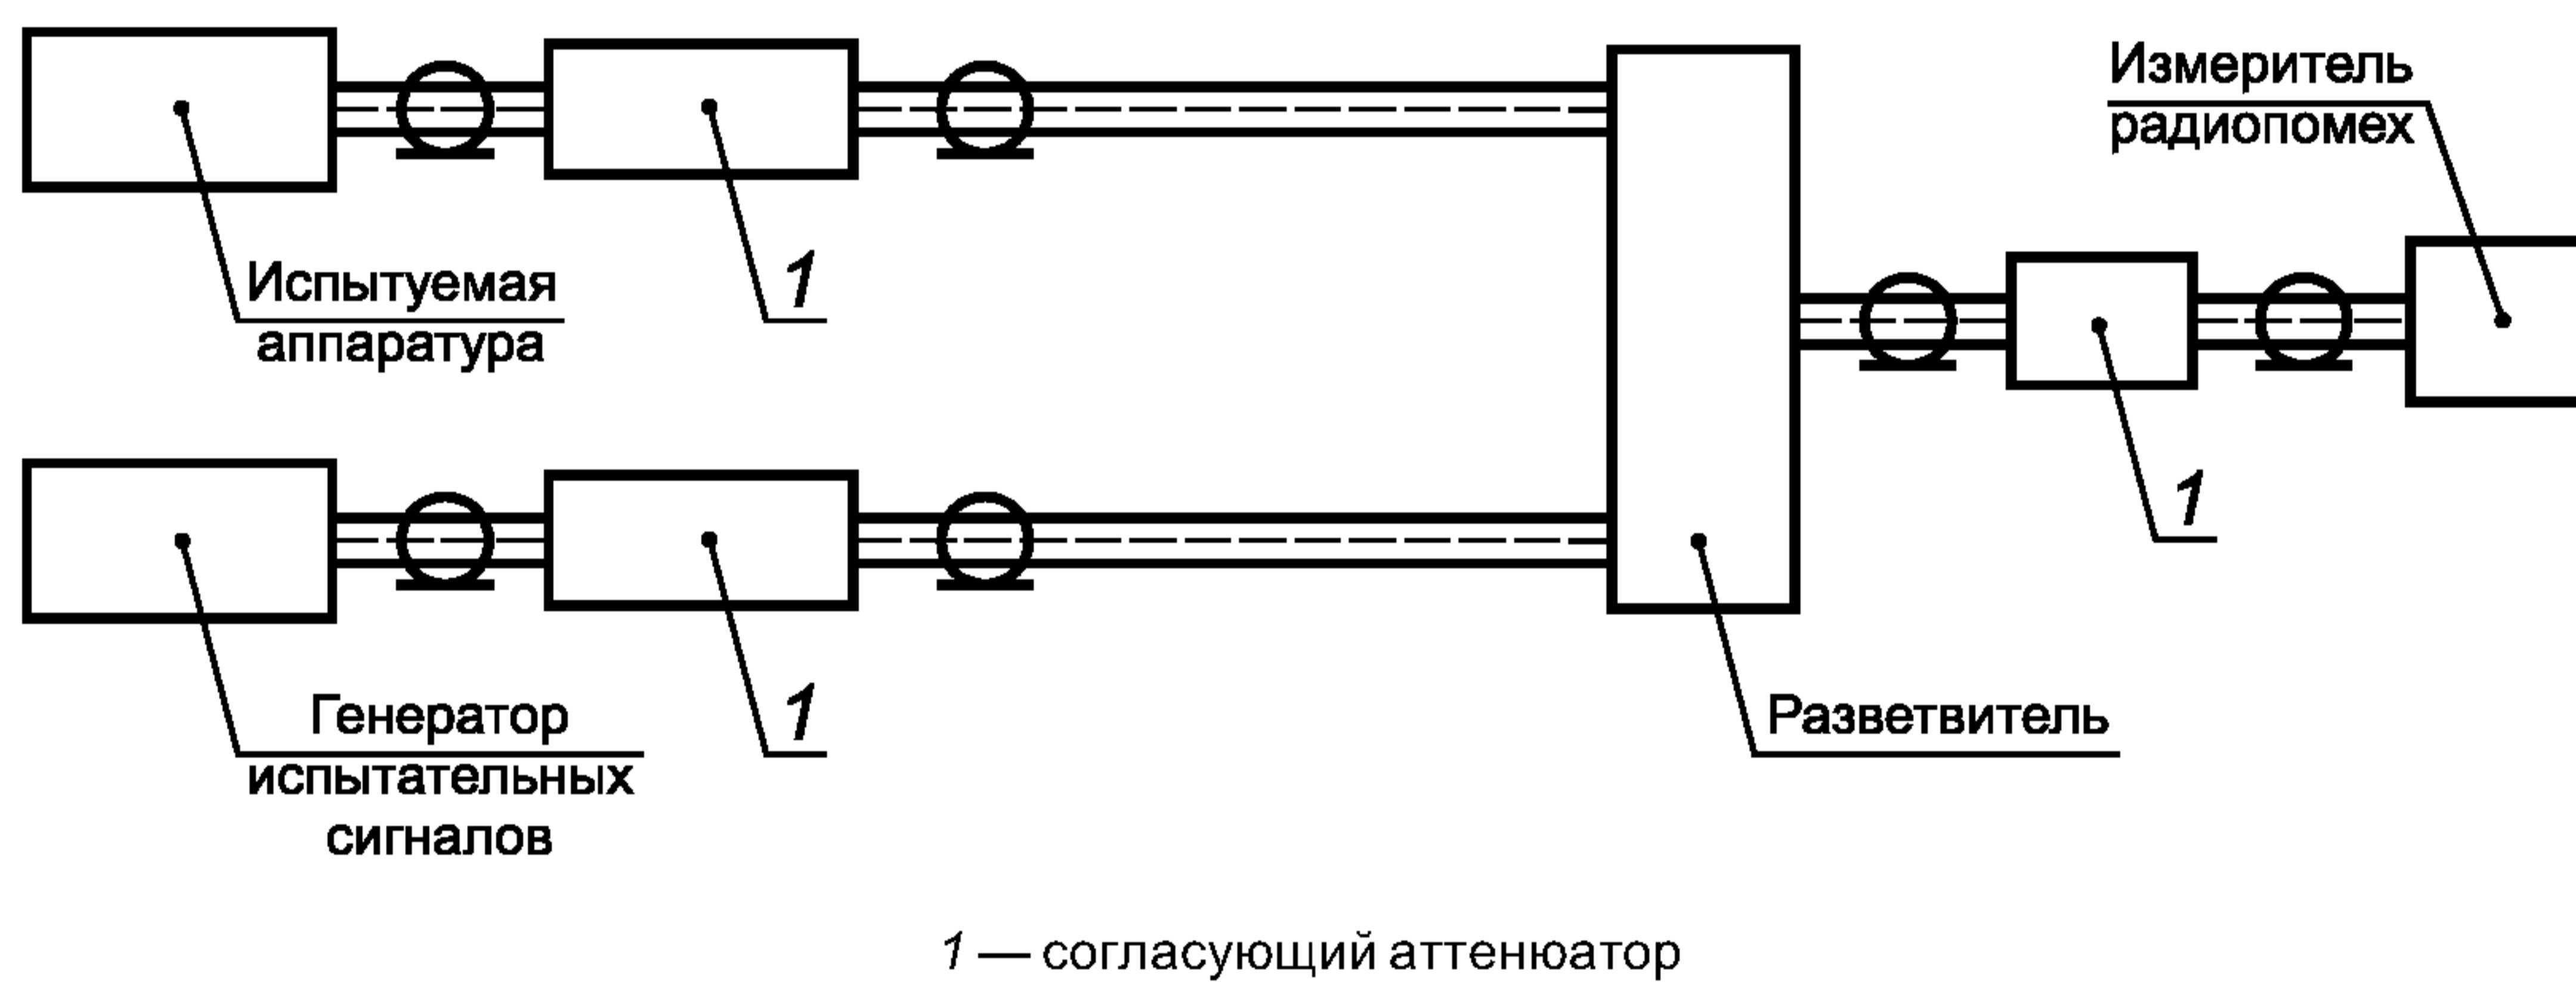 Измеритель
радиопомех
Испытуемая
аппаратура
1
1
Генератор
испытательных
сигналов
1
Разветвитель
1 — согласующий аттенюатор